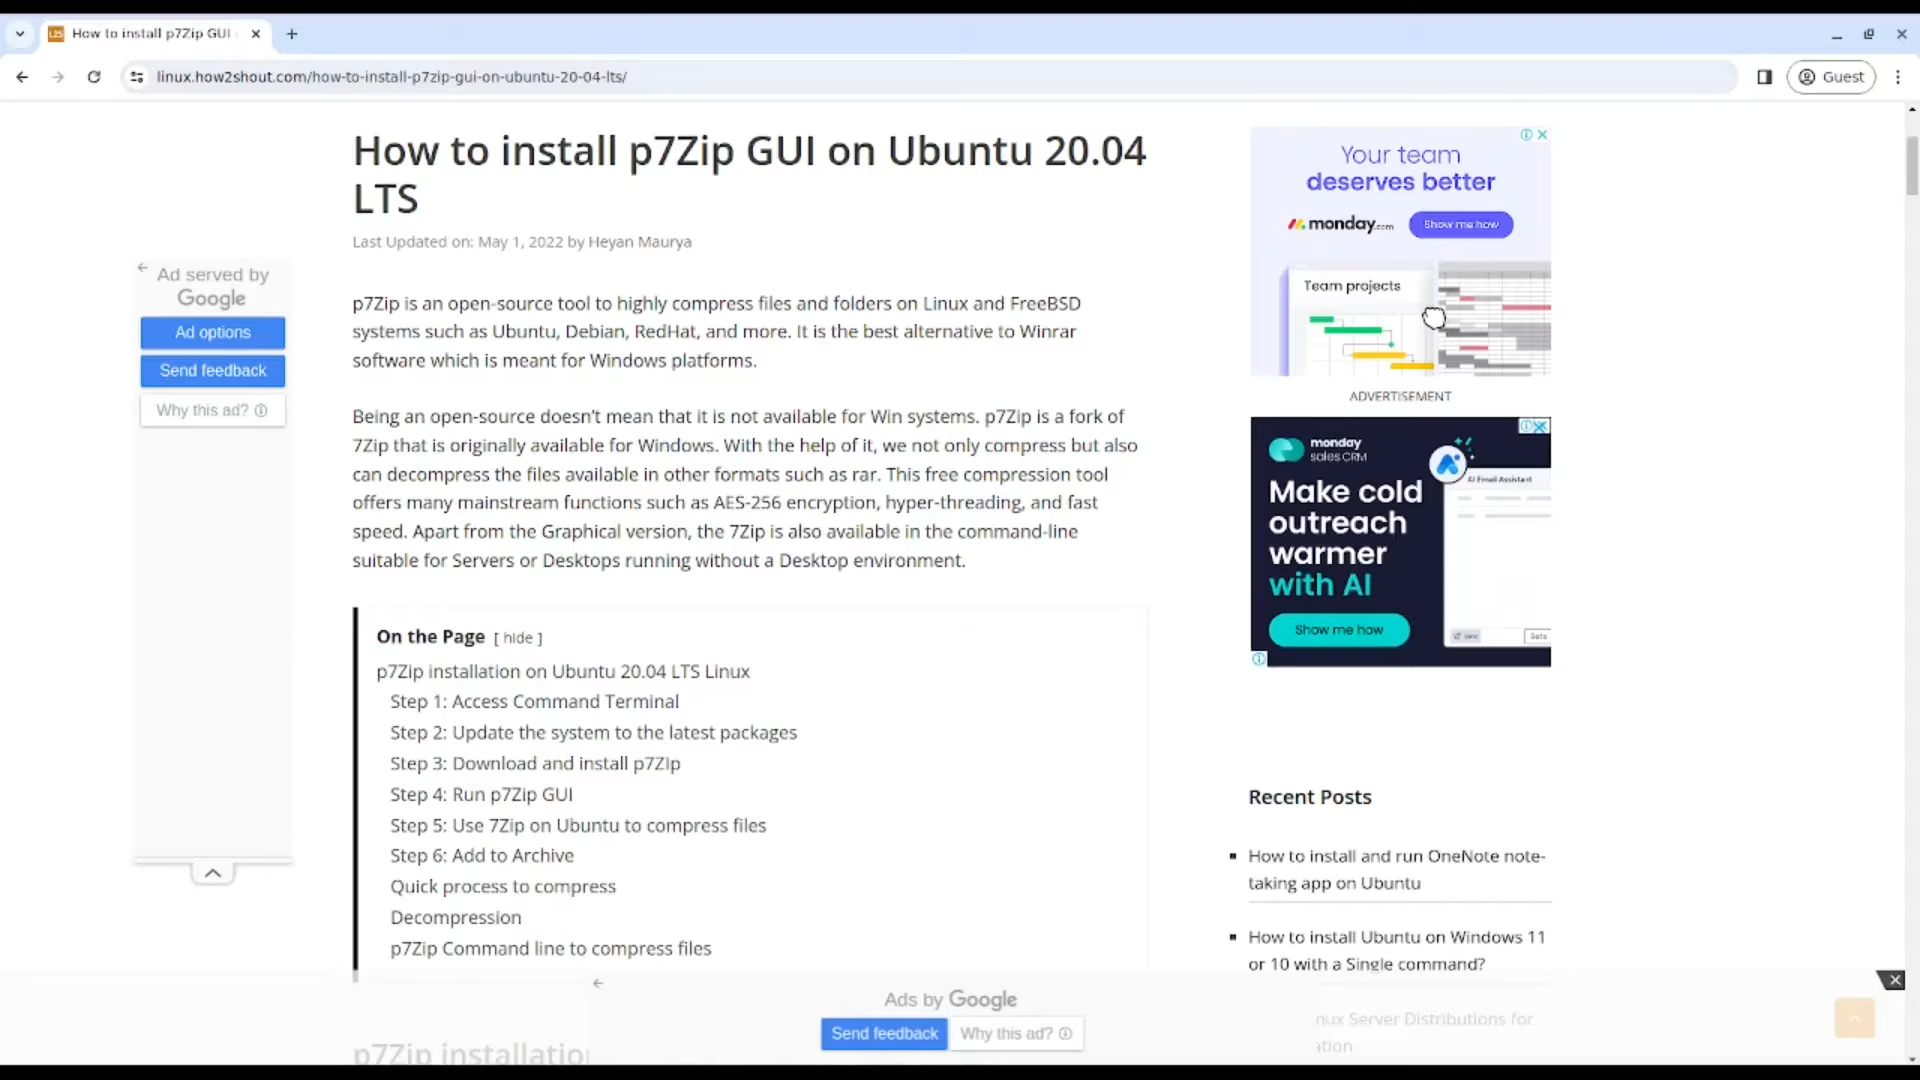 How to install p7Zip GUI
linux.how2shout.com/how-to-install-p7zip-gui-on-ubuntu-20-04-lts/
Guest
How to install p7Zip GUI on Ubuntu 20.04
LTS
Last Updated on: May 1, 2022 by Heyan Maurya
Ad served by
Google
Ad options
Send feedback
Why this ad?
p7Zip is an open-source tool to highly compress files and folders on Linux and FreeBSD
systems such as Ubuntu, Debian, RedHat, and more. It is the best alternative to Winrar
software which is meant for Windows platforms.
Being an open-source doesn't mean that it is not available for Win systems. p7Zip is a fork of
7Zip that is originally available for Windows. With the help of it, we not only compress but also
can decompress the files available in other formats such as rar. This free compression tool
offers many mainstream functions such as AES-256 encryption, hyper-threading, and fast
speed. Apart from the Graphical version, the 7Zip is also available in the command-line
suitable for Servers or Desktops running without a Desktop environment.
On the Page [ hide ]
p7Zip installation on Ubuntu 20.04 LTS Linux
Step 1: Access Command Terminal
Step 2: Update the system to the latest packages
Step 3: Download and install p7ZIp
Step 4: Run p7Zip GUI
Step 5: Use 7Zip on Ubuntu to compress files
Step 6: Add to Archive
Quick process to compress
Decompression
p7Zip Command line to compress files
p7Zip installatio
Your team
deserves better
monday.com
Show me how
Team projects
ADVERTISEMENT
monday
sales CRM
AI Email Assistant
Make cold
outreach
warmer
with AI
Show me how
Recent Posts
How to install and run OneNote note-
taking app on Ubuntu
How to install Ubuntu on Windows 11
or 10 with a Single command?
nux Server Distributions for
ation
Ads by Google
Send feedback
Why this ad?